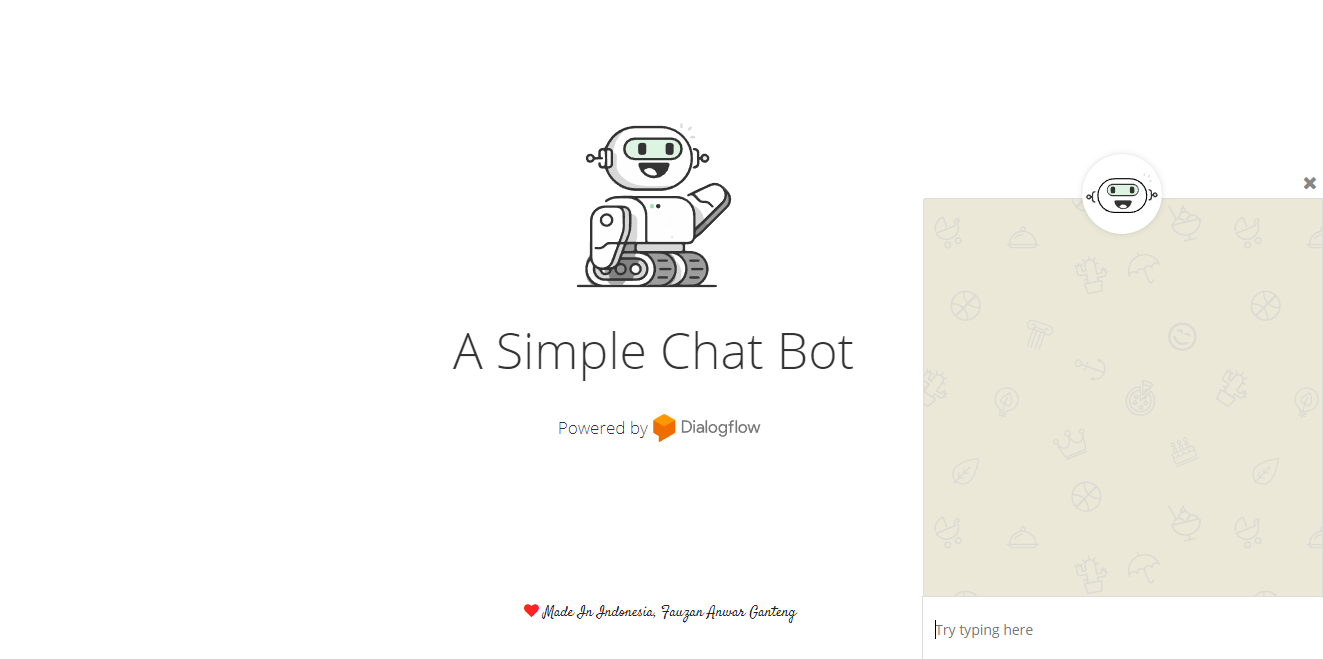 A Simple Chat Bot
Powered by Dialogflow
Made In Indonesia, Fauzan Anwar Ganteng
Try typing here